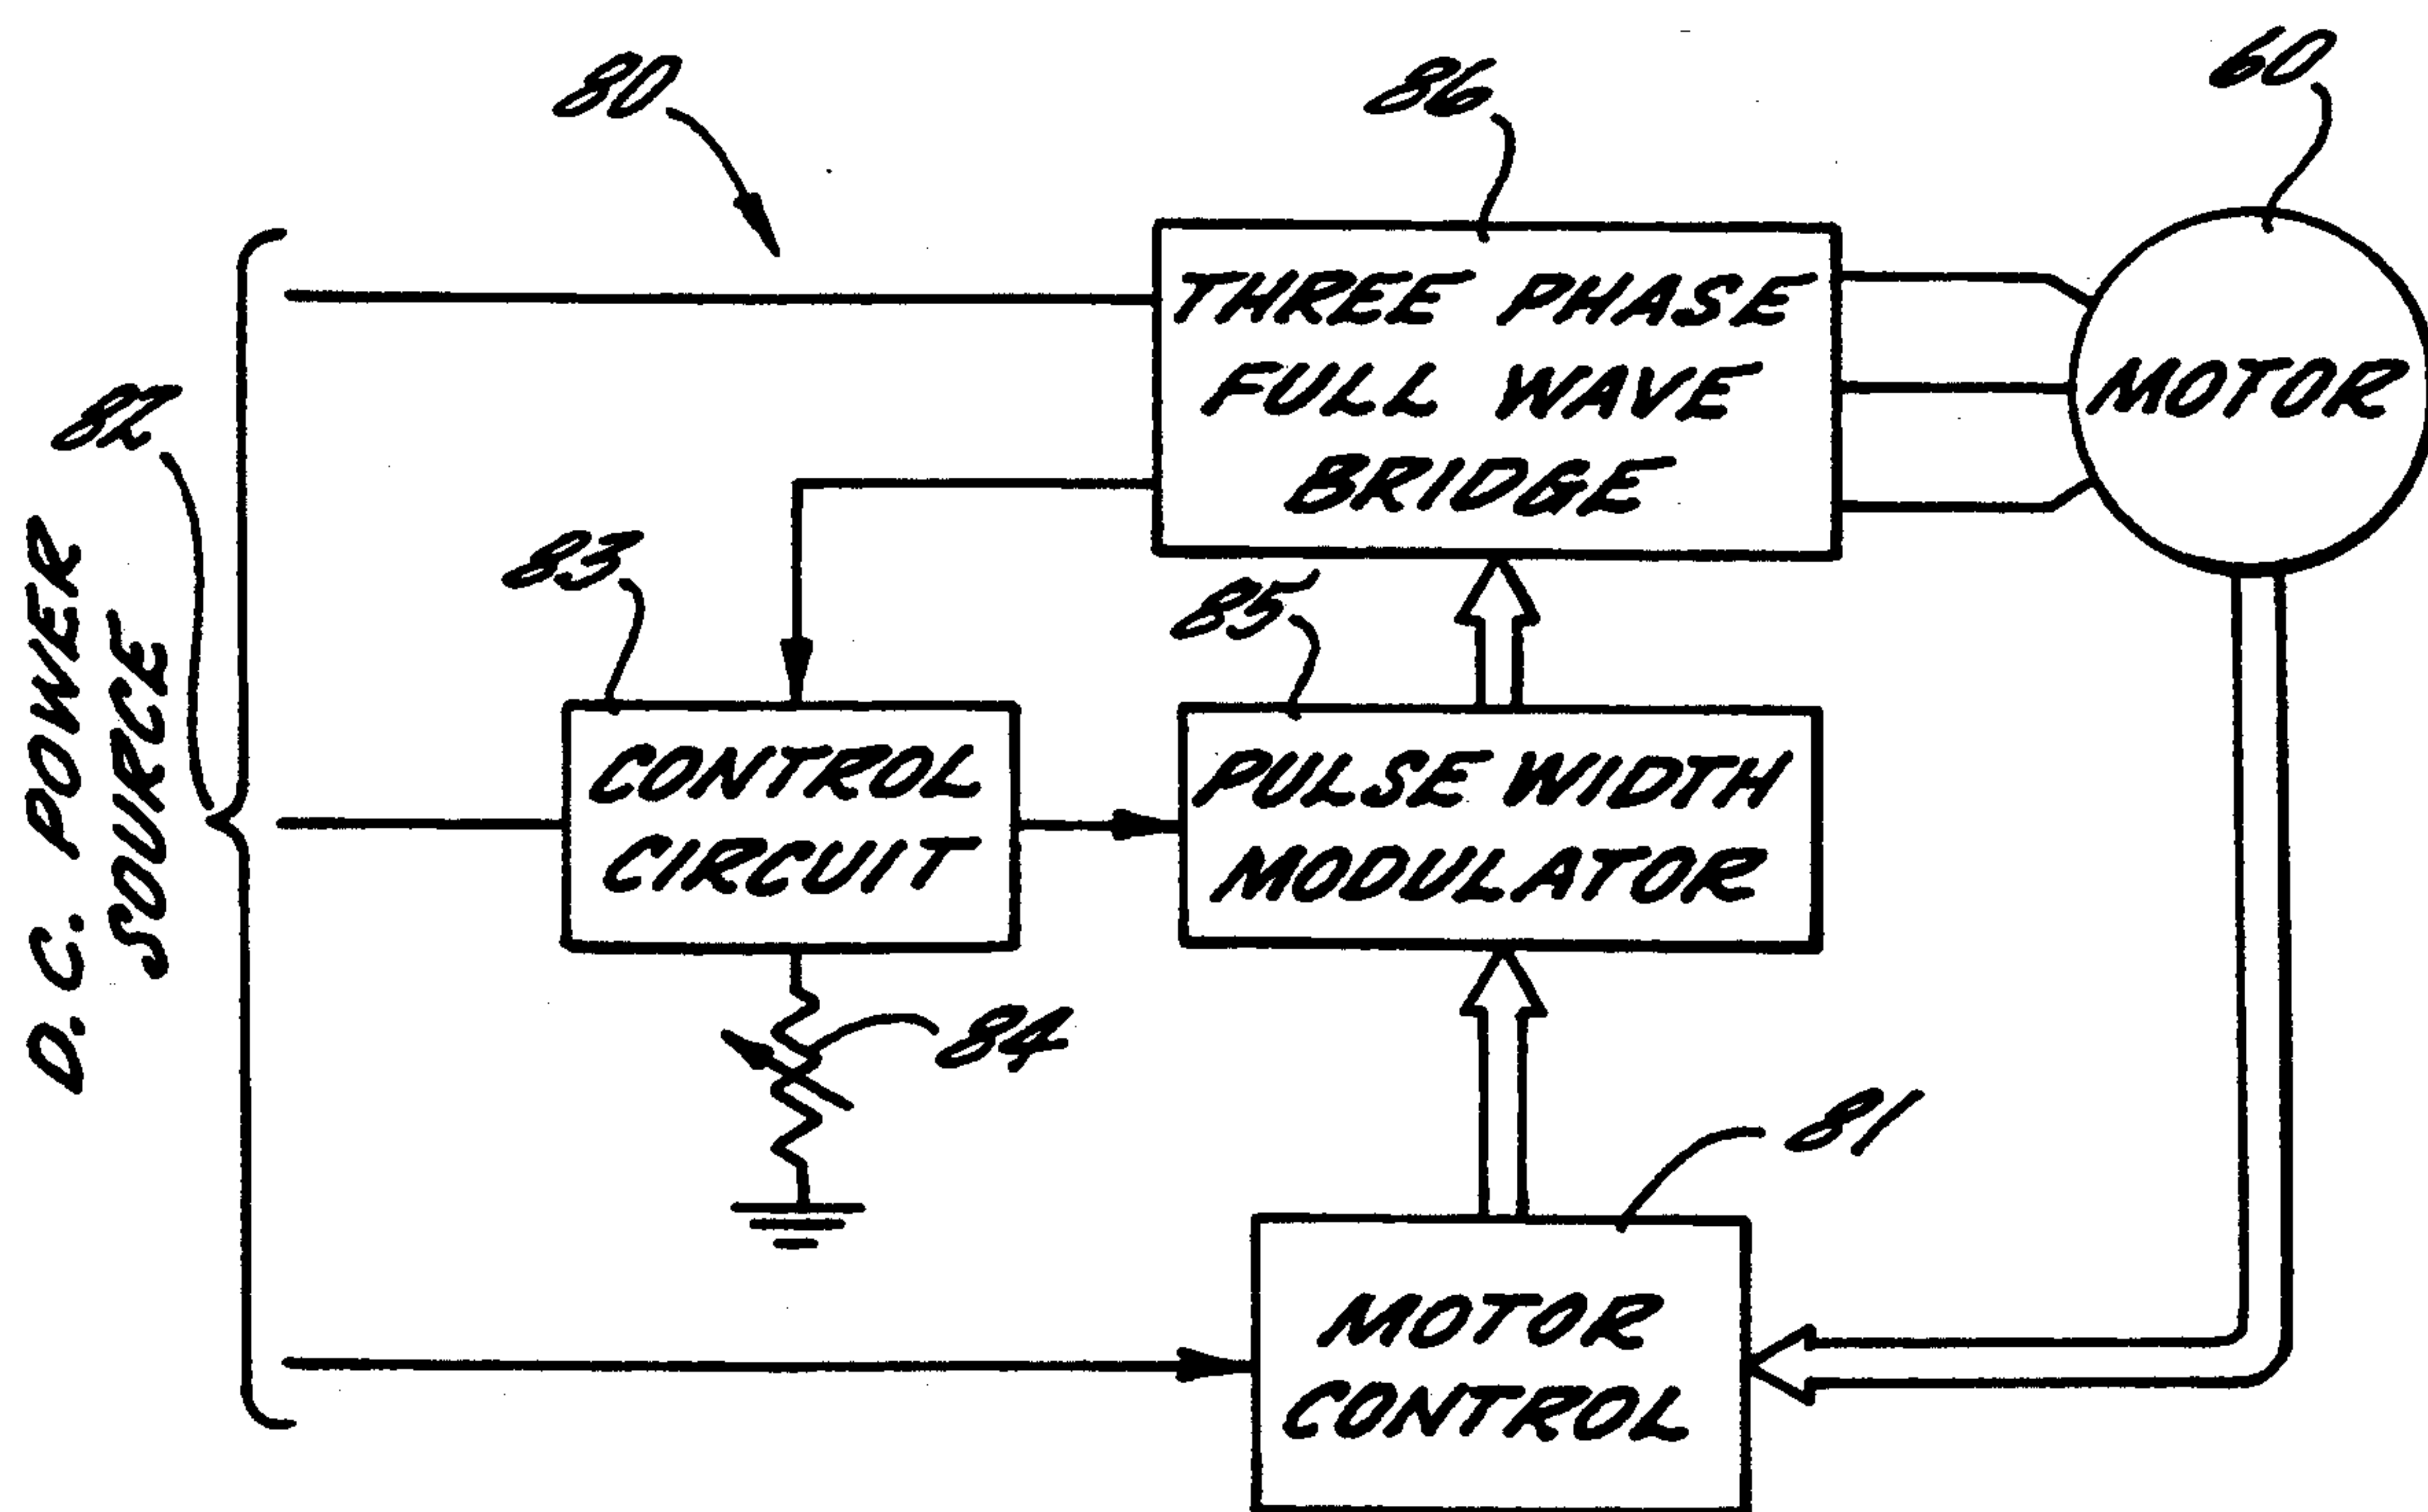 80
86
60
THREE PHASE
FULL WAVE
BRIDGE
MOTOR
82
D.C. POWER
SOURCE
83
85
CONTROL
CIRCUIT
PULSE WIDTH
MODULATOR
84
81
MOTOR
CONTROL